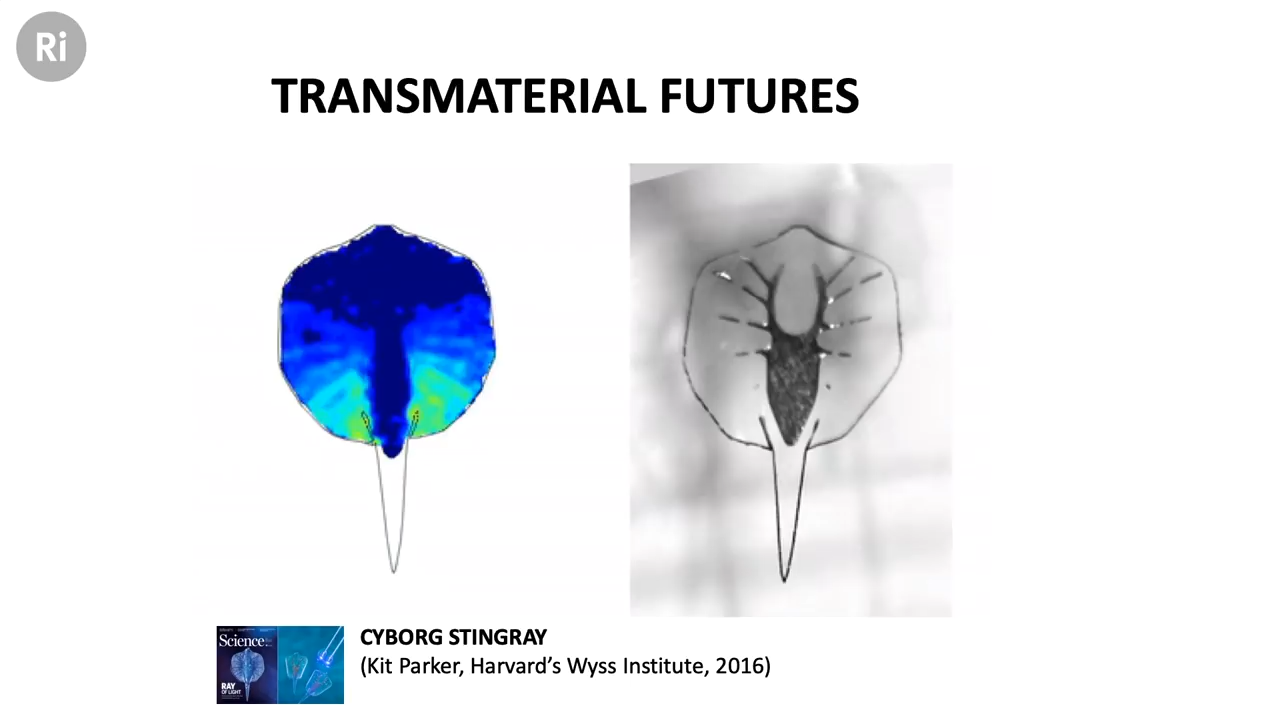 Ri
TRANSMATERIAL FUTURES
Science
RAY
OF LIGHT
CYBORG STINGRAY
(Kit Parker, Harvard’s Wyss Institute, 2016)